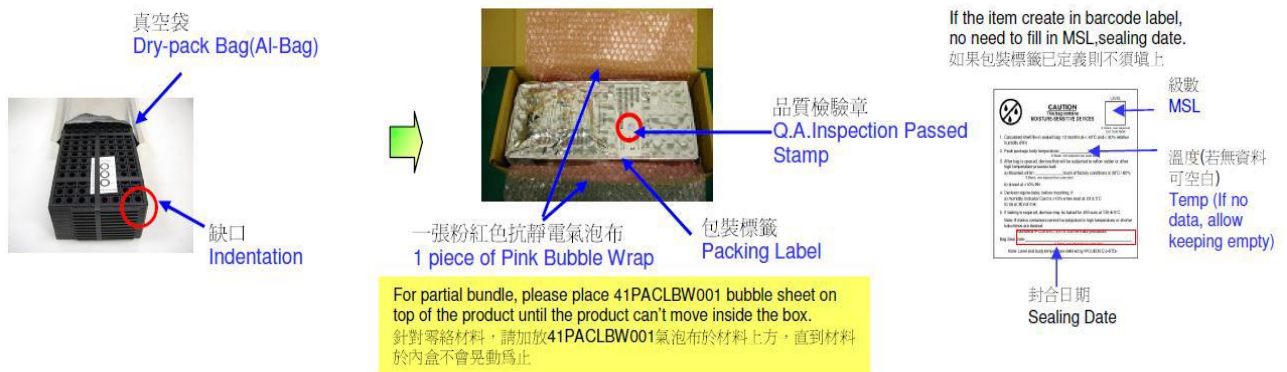 真空袋
Dry-pack Bag(Al-Bag)
缺口
Indentation
品質檢驗章
Q.A.Inspection Passed
Stamp
一張粉紅色抗靜電氣泡布
1 piece of Pink Bubble Wrap
包裝標籤
Packing Label
For partial bundle, please place 41PACLBW001 bubble sheet on
top of the product until the product can't move inside the box.
針對零絡材料，請加放41PACLBW001氣泡布於材料上方，直到材料
於內盒不會晃動爲止
If the item create in barcode label,
no need to fill in MSL,sealing date.
如果包裝標籤已定義則不須填上
級數
MSL
LEVEL
CAUTION
This bag contains
MOISTURE-SENSITIVE DEVICES
溫度(若無資料
可空白)
Temp (If no
data, allow
keeping empty)
封合日期
Sealing Date